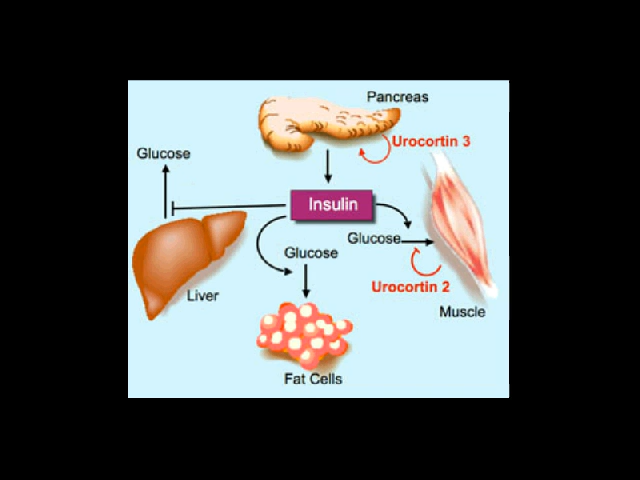 Pancreas
Urocortin 3
Glucose
Insulin
Glucose
Glucose
Urocortin 2
Liver
Muscle
Fat Cells